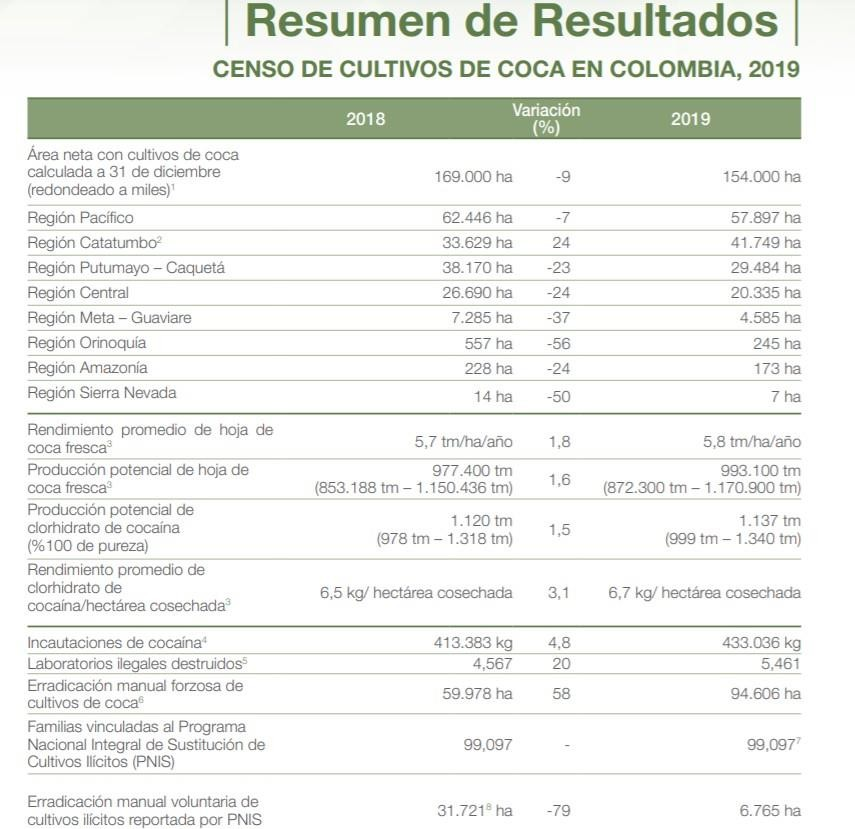 Resumen de Resultados
CENSO DE CULTIVOS DE COCA EN COLOMBIA, 2019
2018 Variación (%) 2019
Área neta con cultivos de coca
calculada a 31 de diciembre
(redondeado a miles)¹ 169.000 ha -9 154.000 ha
Región Pacífico 62.446 ha -7 57.897 ha
Región Catatumbo² 33.629 ha 24 41.749 ha
Región Putumayo – Caquetá 38.170 ha -23 29.484 ha
Región Central 26.690 ha -24 20.335 ha
Región Meta – Guaviare 7.285 ha -37 4.585 ha
Región Orinoquía 557 ha -56 245 ha
Región Amazonía 228 ha -24 173 ha
Región Sierra Nevada 14 ha -50 7 ha
Rendimiento promedio de hoja de
coca fresca³ 5,7 tm/ha/año 1,8 5,8 tm/ha/año
Producción potencial de hoja de 977.400 tm 1,6 993.100 tm
coca fresca³ (853.188 tm – 1.150.436 tm) (872.300 tm – 1.170.900 tm)
Producción potencial de
clorhidrato de cocaína 1.120 tm 1,5 1.137 tm
(%100 de pureza) (978 tm – 1.318 tm) (999 tm – 1.340 tm)
Rendimiento promedio de
clorhidrato de 6,5 kg/ hectárea cosechada 3,1 6,7 kg/ hectárea cosechada
cocaína/hectárea cosechada³
Incautaciones de cocaína⁴ 413.383 kg 4,8 433.036 kg
Laboratorios ilegales destruidos⁵ 4,567 20 5,461
Erradicación manual forzosa de
cultivos de coca⁶ 59.978 ha 58 94.606 ha
Familias vinculadas al Programa
Nacional Integral de Sustitución de 99,097 - 99,097⁷
Cultivos Ilícitos (PNIS)
Erradicación manual voluntaria de
cultivos ilícitos reportada por PNIS 31.721⁸ ha -79 6.765 ha